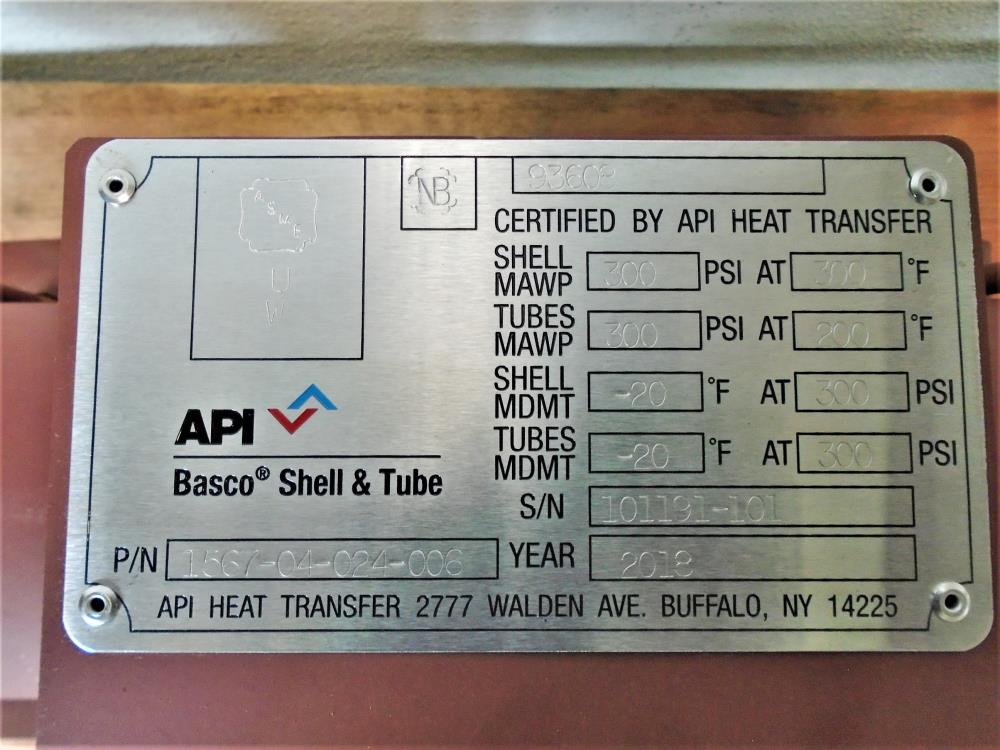 ASME
U
W
NB
93609
CERTIFIED BY API HEAT TRANSFER
SHELL MAWP 300 PSI AT 300 °F
TUBES MAWP 300 PSI AT 200 °F
SHELL MDMT -20 °F AT 300 PSI
TUBES MDMT -20 °F AT 300 PSI
API
Basco® Shell & Tube
S/N 101191-101
P/N 1567-04-024-006 YEAR 2018
API HEAT TRANSFER 2777 WALDEN AVE. BUFFALO, NY 14225